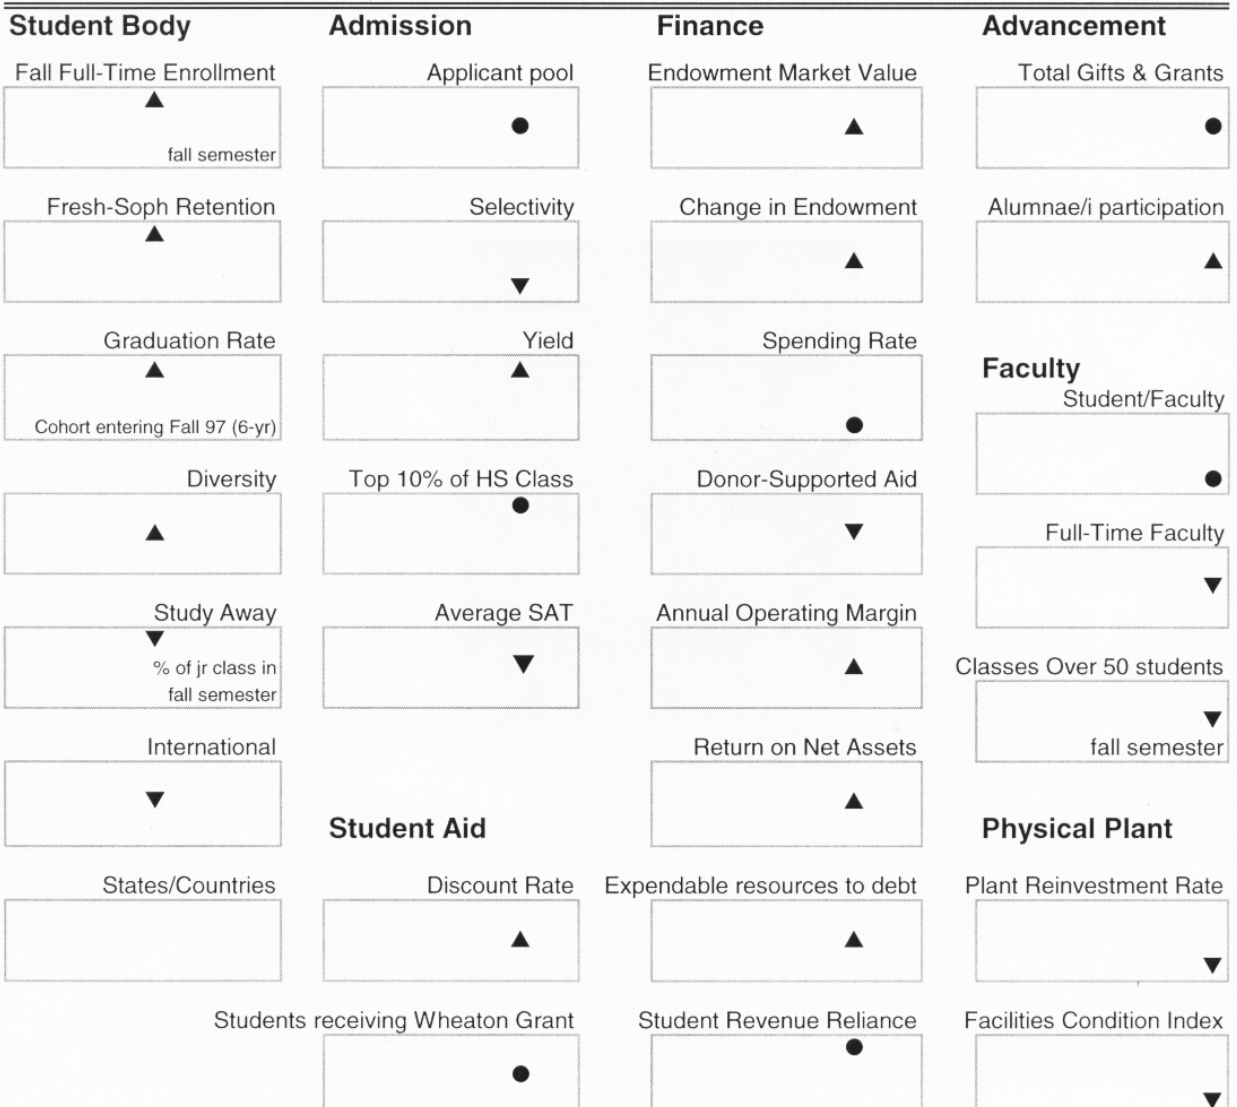 Student Body
Fall Full-Time Enrollment
fall semester
Fresh-Soph Retention
Graduation Rate
Cohort entering Fall 97 (6-yr)
Diversity
Study Away
% of jr class in
fall semester
International
States/Countries
Admission
Applicant pool
Selectivity
Yield
Top 10% of HS Class
Average SAT
Student Aid
Discount Rate
Students receiving Wheaton Grant
Finance
Endowment Market Value
Change in Endowment
Spending Rate
Donor-Supported Aid
Annual Operating Margin
Return on Net Assets
Expendable resources to debt
Student Revenue Reliance
Advancement
Total Gifts & Grants
Alumnae/i participation
Faculty
Student/Faculty
Full-Time Faculty
Classes Over 50 students
fall semester
Physical Plant
Plant Reinvestment Rate
Facilities Condition Index